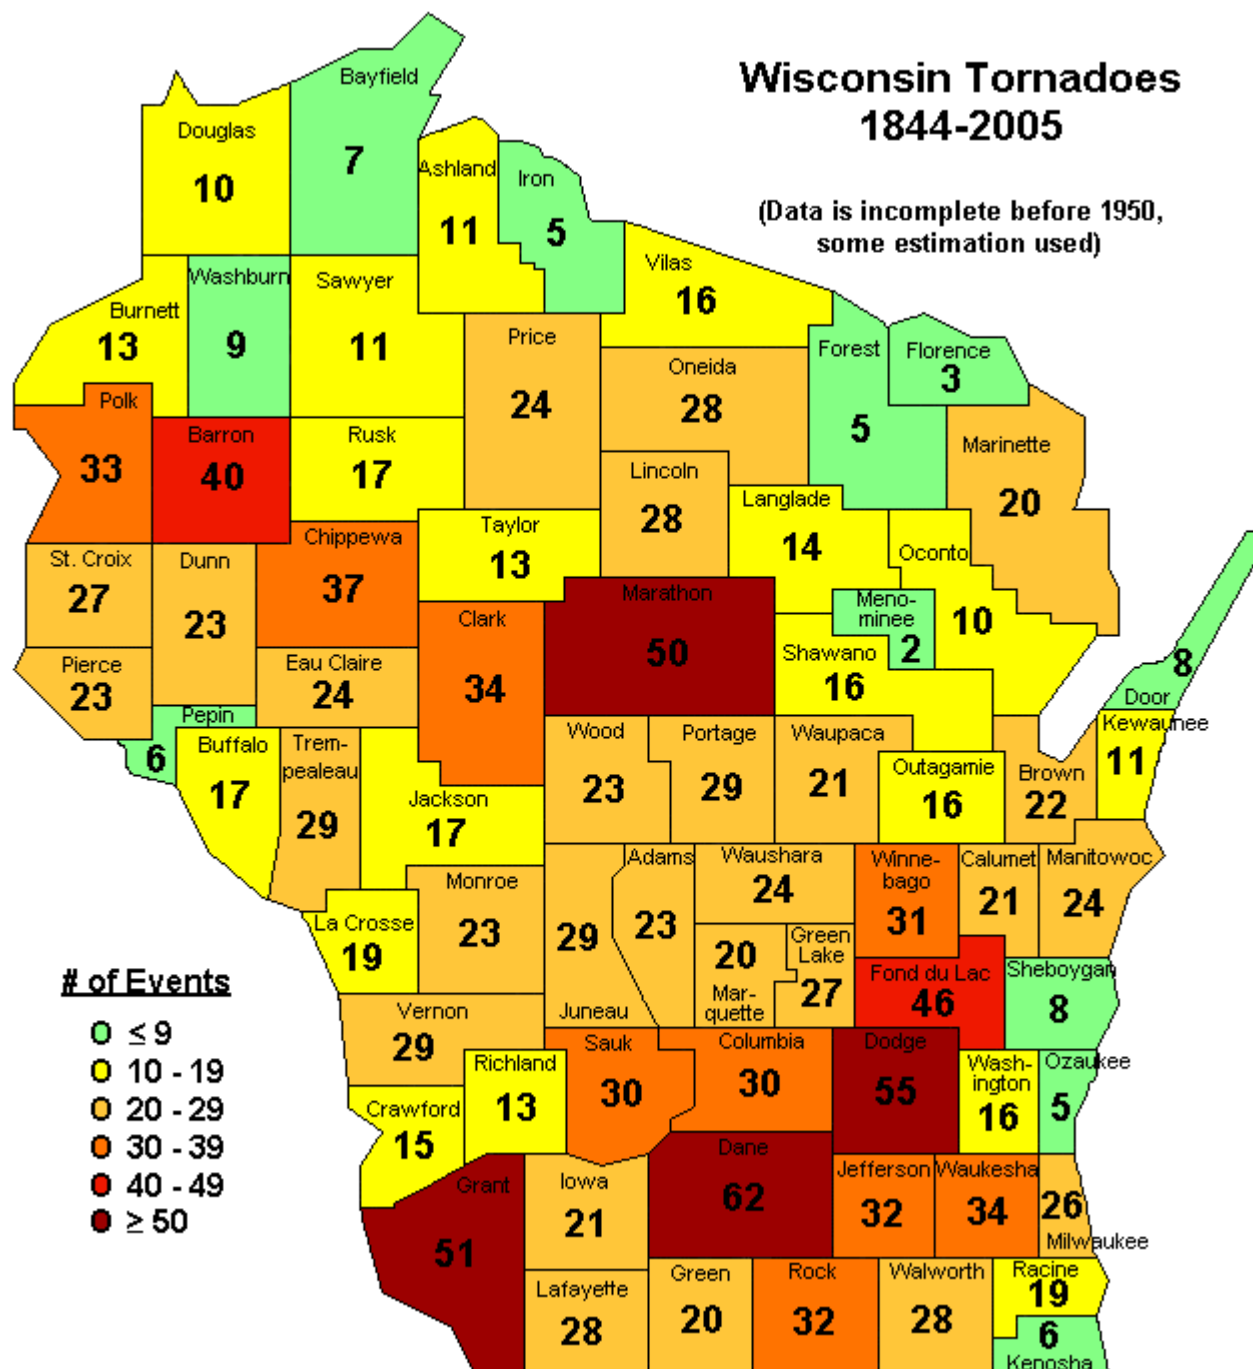 Wisconsin Tornadoes
1844-2005
(Data is incomplete before 1950,
some estimation used)
Bayfield
7
Douglas
10
Ashland
11
Iron
5
Vilas
16
Washburn
9
Sawyer
11
Burnett
13
Price
24
Forest
5
Florence
3
Oneida
28
Polk
33
Barron
40
Rusk
17
Marinette
20
Lincoln
28
Langlade
14
Taylor
13
Chippewa
37
Oconto
10
St. Croix
27
Dunn
23
Marathon
50
Meno-
minee
2
Clark
34
Shawano
16
Pierce
23
Eau Claire
24
8
Door
Pepin
6
Buffalo
17
Trem-
pealeau
29
Wood
23
Portage
29
Waupaca
21
Kewaunee
11
Outagamie
16
Brown
22
Jackson
17
Adams
23
Waushara
24
Winne-
bago
31
Calumet
21
Manitowoc
24
Monroe
23
La Crosse
19
29
Juneau
20
Mar-
quette
Green
Lake
27
Fond du Lac
46
Sheboygan
8
# of Events
≤ 9
10 - 19
20 - 29
30 - 39
40 - 49
≥ 50
Vernon
29
Richland
13
Sauk
30
Columbia
30
Dodge
55
Wash-
ington
16
Ozaukee
5
Crawford
15
Grant
51
Iowa
21
Dane
62
Jefferson
32
Waukesha
34
26
Milwaukee
Lafayette
28
Green
20
Rock
32
Walworth
28
Racine
19
6
Kenosha